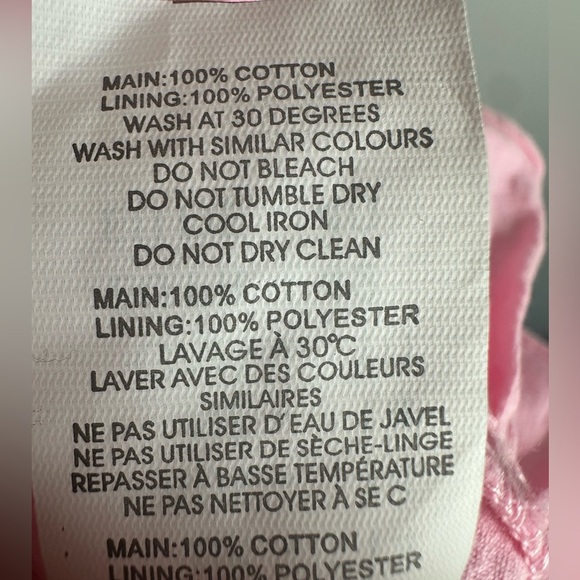 MAIN:100% COTTON
LINING:100% POLYESTER
WASH AT 30 DEGREES
WASH WITH SIMILAR COLOURS
DO NOT BLEACH
DO NOT TUMBLE DRY
COOL IRON
DO NOT DRY CLEAN
MAIN:100% COTTON
LINING:100% POLYESTER
LAVAGE À 30°C
LAVER AVEC DES COULEURS
SIMILAIRES
NE PAS UTILISER D'EAU DE JAVEL
NE PAS UTILISER DE SÈCHE-LINGE
REPASSER À BASSE TEMPÉRATURE
NE PAS NETTOYER À SE C
MAIN:100% COTTON
LINING:100% POLYESTER